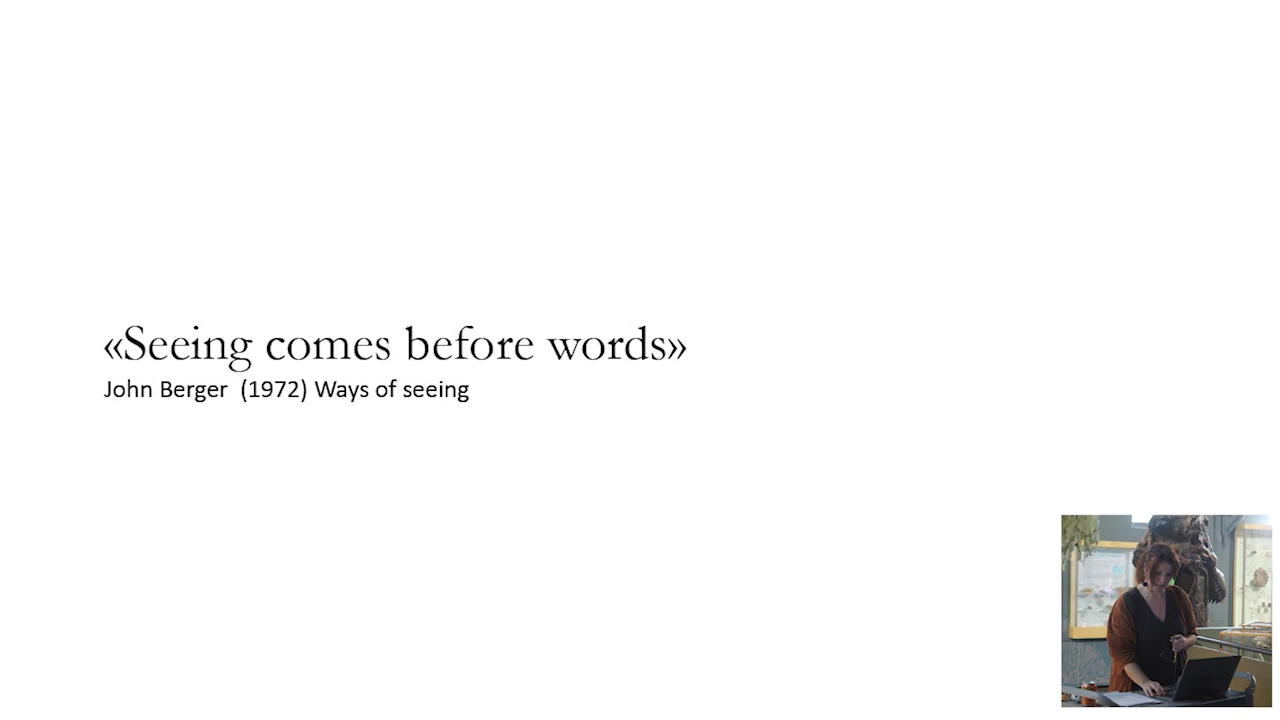 «Seeing comes before words»
John Berger  (1972) Ways of seeing